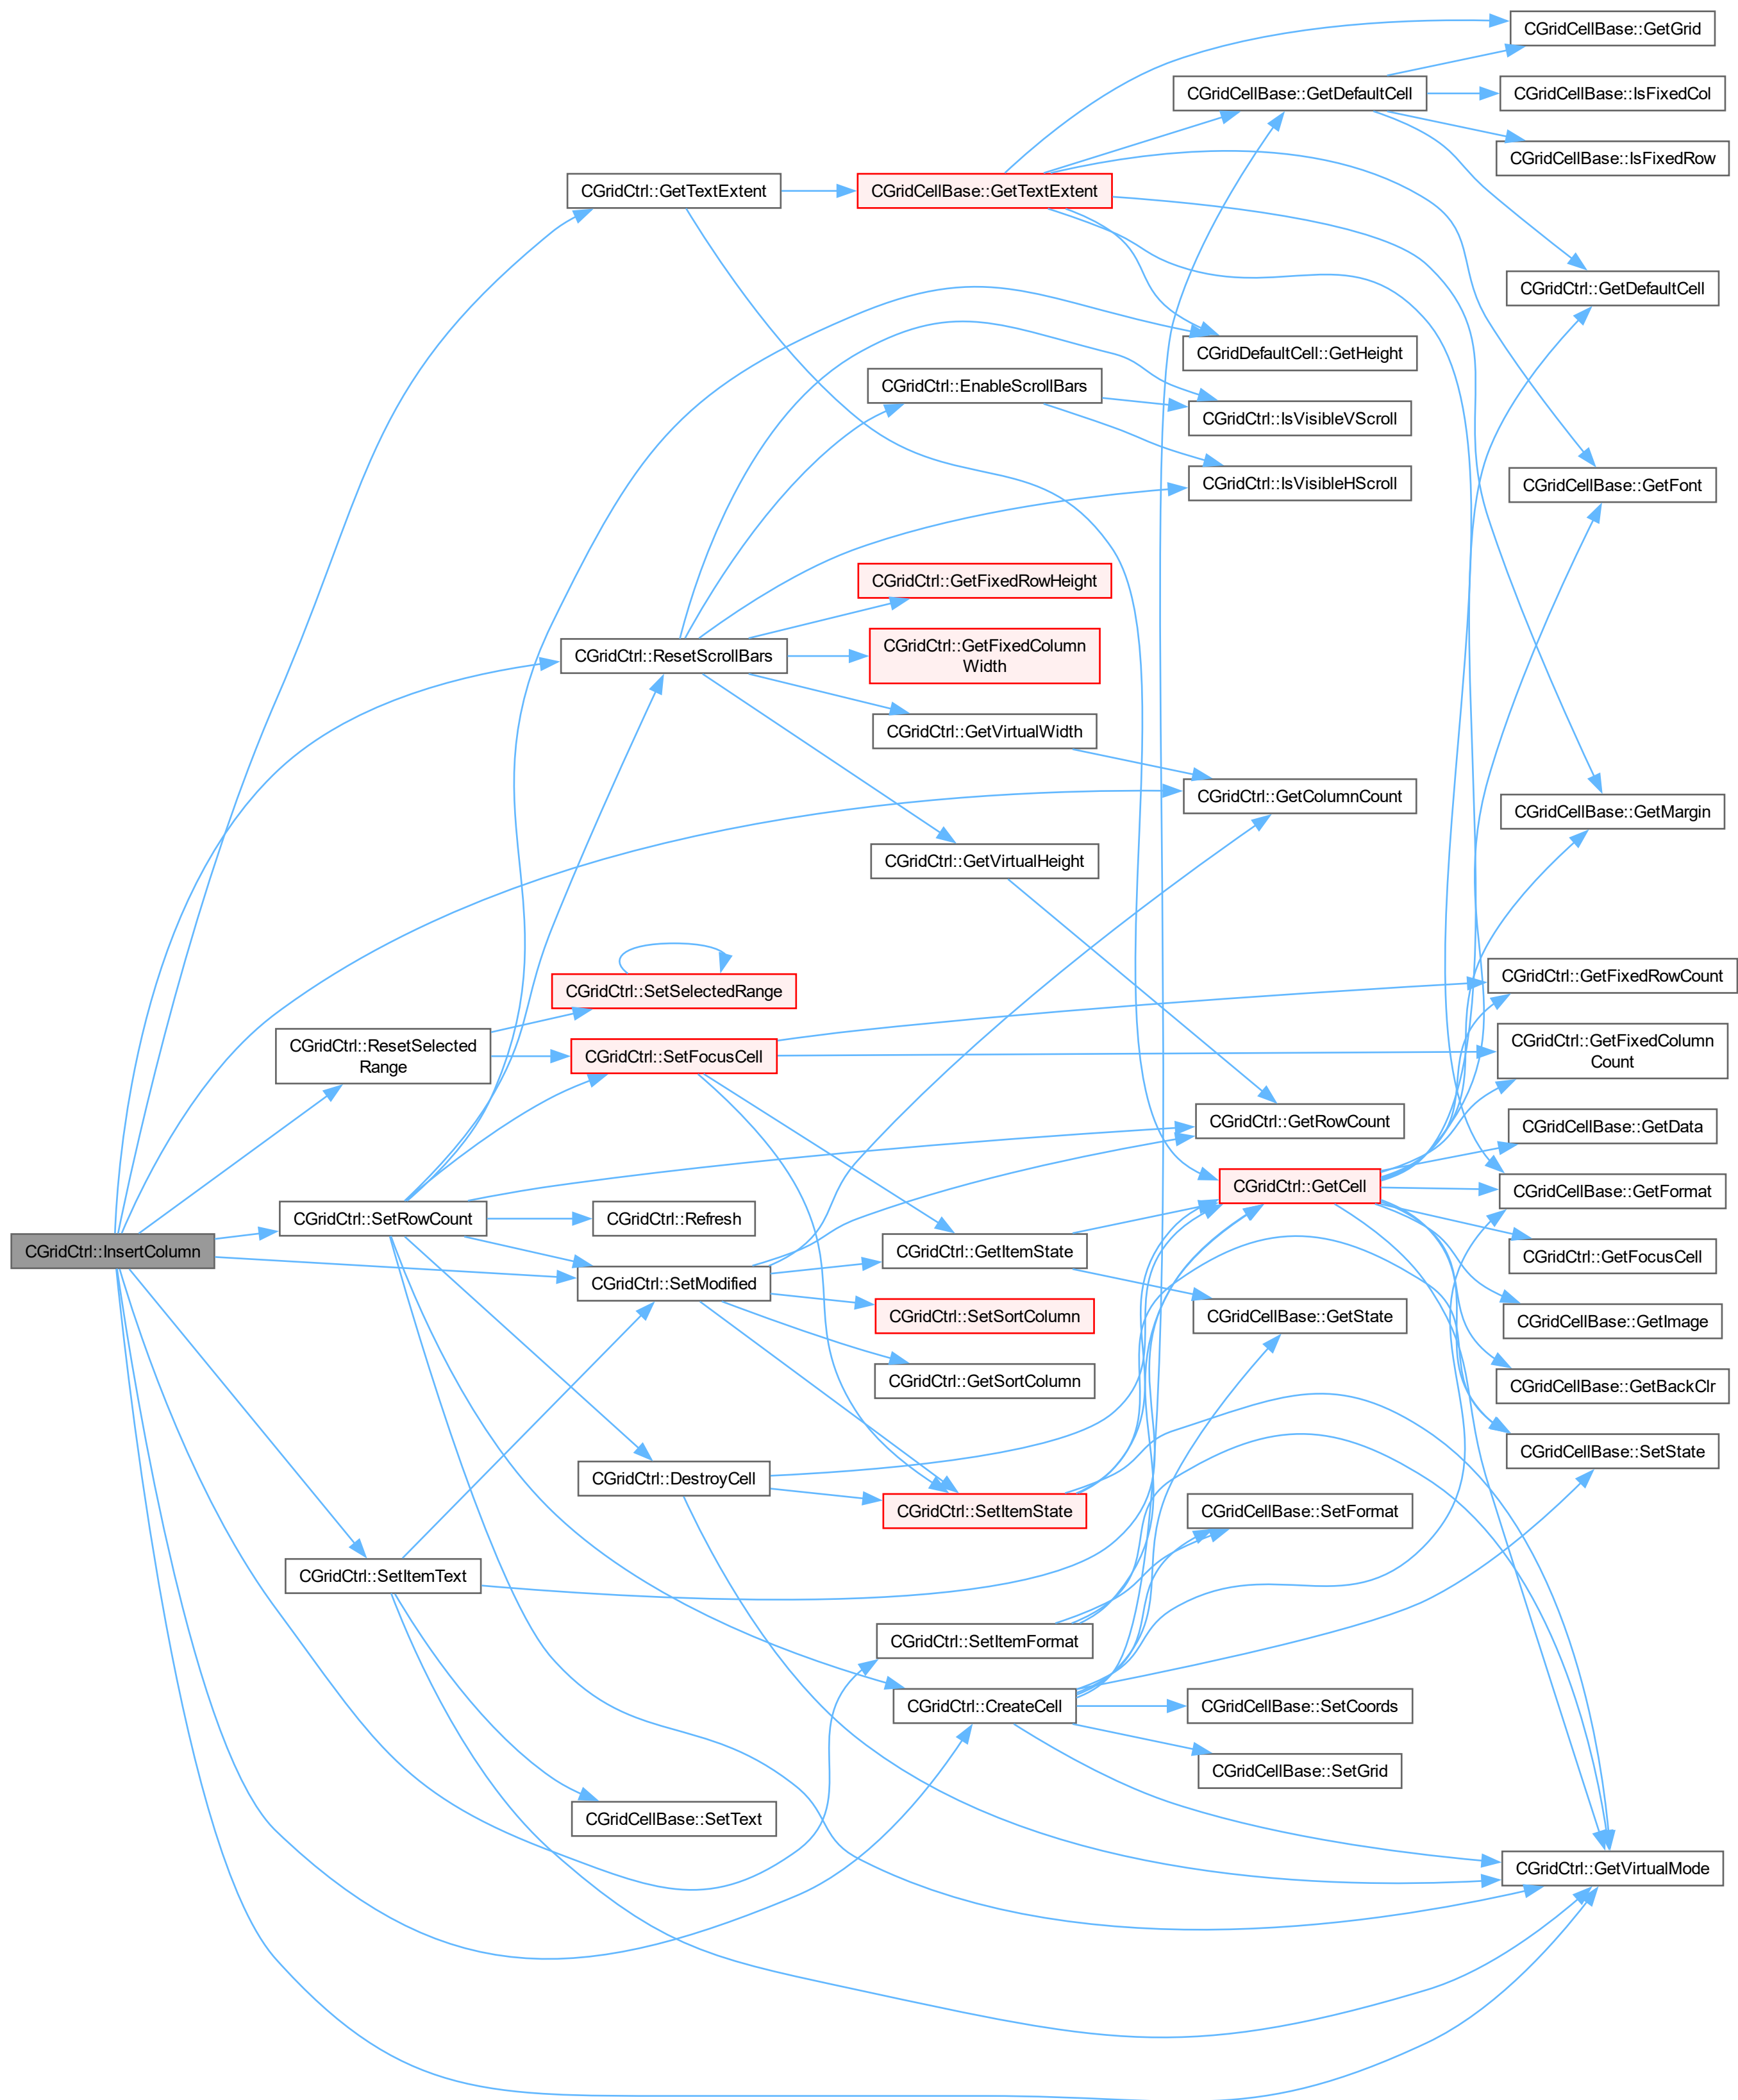 CGridCellBase::GetGrid
CGridCellBase::GetDefaultCell
CGridCellBase::IsFixedCol
CGridCellBase::IsFixedRow
CGridCtrl::GetTextExtent
CGridCellBase::GetTextExtent
CGridCtrl::GetDefaultCell
CGridDefaultCell::GetHeight
CGridCtrl::EnableScrollBars
CGridCtrl::IsVisibleVScroll
CGridCtrl::IsVisibleHScroll
CGridCellBase::GetFont
CGridCtrl::GetFixedRowHeight
CGridCtrl::ResetScrollBars
CGridCtrl::GetFixedColumn
Width
CGridCtrl::GetVirtualWidth
CGridCtrl::GetColumnCount
CGridCellBase::GetMargin
CGridCtrl::GetVirtualHeight
CGridCtrl::GetFixedRowCount
CGridCtrl::SetSelectedRange
CGridCtrl::ResetSelected
Range
CGridCtrl::SetFocusCell
CGridCtrl::GetFixedColumn
Count
CGridCtrl::GetRowCount
CGridCellBase::GetData
CGridCtrl::GetCell
CGridCellBase::GetFormat
CGridCtrl::SetRowCount
CGridCtrl::Refresh
CGridCtrl::InsertColumn
CGridCtrl::GetItemState
CGridCtrl::GetFocusCell
CGridCtrl::SetModified
CGridCtrl::SetSortColumn
CGridCellBase::GetState
CGridCellBase::GetImage
CGridCtrl::GetSortColumn
CGridCellBase::GetBackClr
CGridCellBase::SetState
CGridCtrl::DestroyCell
CGridCtrl::SetItemState
CGridCellBase::SetFormat
CGridCtrl::SetItemText
CGridCtrl::SetItemFormat
CGridCtrl::CreateCell
CGridCellBase::SetCoords
CGridCellBase::SetGrid
CGridCellBase::SetText
CGridCtrl::GetVirtualMode